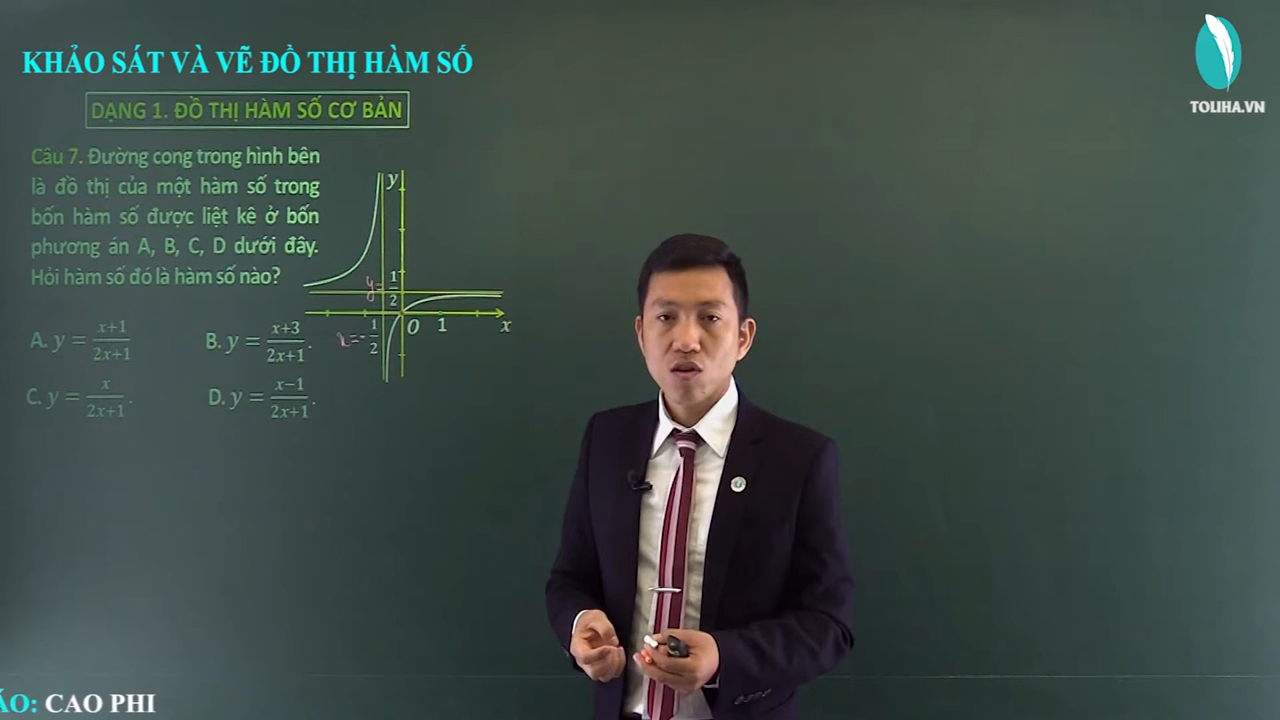 KHẢO SÁT VÀ VẼ ĐỒ THỊ HÀM SỐ
TOLIHA.VN
DẠNG 1. ĐỒ THỊ HÀM SỐ CƠ BẢN
Câu 7. Đường cong trong hình bên
là đồ thị của một hàm số trong
bốn hàm số được liệt kê ở bốn
phương án A, B, C, D dưới đây.
Hỏi hàm số đó là hàm số nào?
y
y=
1/2
O 1 x
x=-1/2
A. y = (x+1)/(2x+1)
B. y = (x+3)/(2x+1).
C. y = x/(2x+1).
D. y = (x−1)/(2x+1).
ÁO: CAO PHI